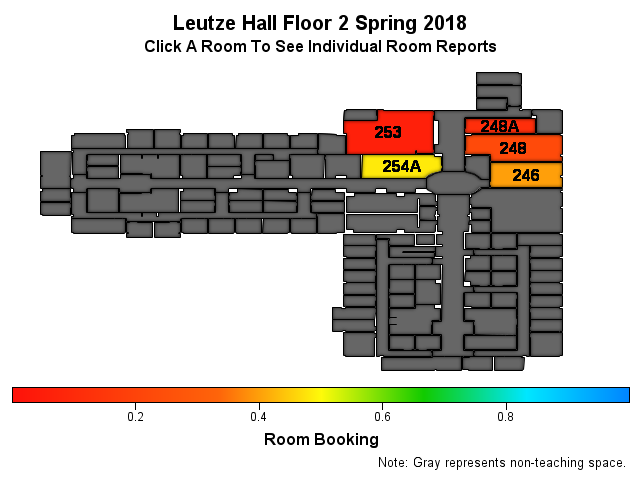 Leutze Hall Floor 2 Spring 2018
Click A Room To See Individual Room Reports
248A
253
248
254A
246
0.2 0.4 0.6 0.8
Room Booking
Note: Gray represents non-teaching space.